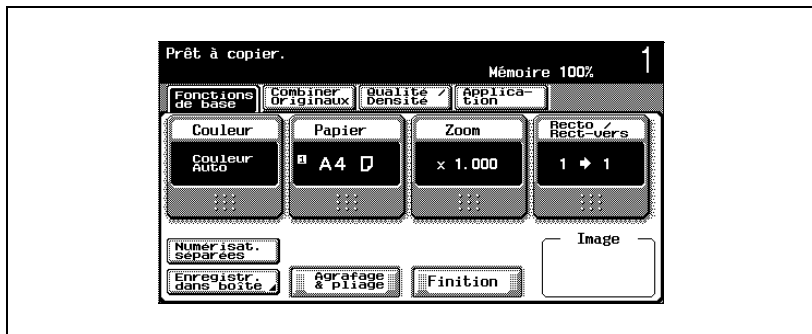 Prêt à copier.
Mémoire 100%
1
Fonctions
de base
Combiner
Originaux
Qualité /
Densité
Applica-
tion
Couleur
Papier
Zoom
Recto /
Rect-vers
Couleur
Auto
1 A4
× 1.000
1 ➔ 1
Numérisat.
séparées
Image
Enregistr.
dans boîte
Agrafage
& pliage
Finition